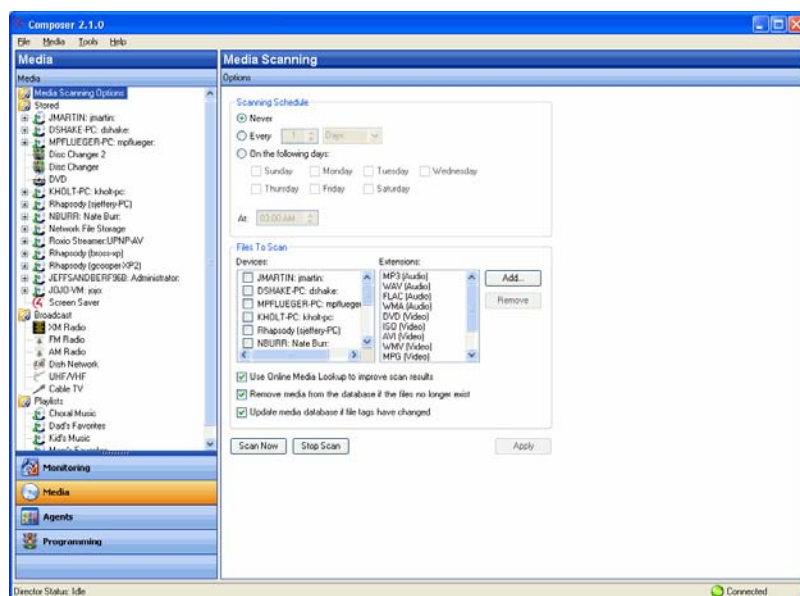 Composer 2.1.0
File Media Tools Help
Media
Media
Media Scanning Options
Stored
JMARTIN: jmartin:
DSHAKE-PC: dshake:
MPFLUEGER-PC: mpflueger:
Disc Changer 2
Disc Changer
DVD
KHOLT-PC: kholt-pc:
Rhapsody (sjeffery-PC)
NBURR: Nate Burr:
Network File Storage
Roxio Streamer:UPNP-AV
Rhapsody (bross-xp)
Rhapsody (gcooper-XP2)
JEFFSANDBERF96B: Administrator:
JOJO-VM: jojo:
Screen Saver
Broadcast
XM Radio
FM Radio
AM Radio
Dish Network
UHF/VHF
Cable TV
Playlists
Choral Music
Dad's Favorites
Kid's Music
Mom's Favorites
Monitoring
Media
Agents
Programming
Media Scanning
Options
Scanning Schedule
Never
Every 1 Days
On the following days:
Sunday Monday Tuesday Wednesday
Thursday Friday Saturday
At: 03:00 AM
Files To Scan
Devices:
JMARTIN: jmartin:
DSHAKE-PC: dshake:
MPFLUEGER-PC: mpflueger
KHOLT-PC: kholt-pc:
Rhapsody (sjeffery-PC)
NBURR: Nate Burr:
Extensions:
MP3 (Audio)
WAV (Audio)
FLAC (Audio)
WMA (Audio)
DVD (Video)
ISO (Video)
AVI (Video)
WMV (Video)
MPG (Video)
Add...
Remove
Use Online Media Lookup to improve scan results
Remove media from the database if the files no longer exist
Update media database if file tags have changed
Scan Now Stop Scan Apply
Director Status: Idle
Connected